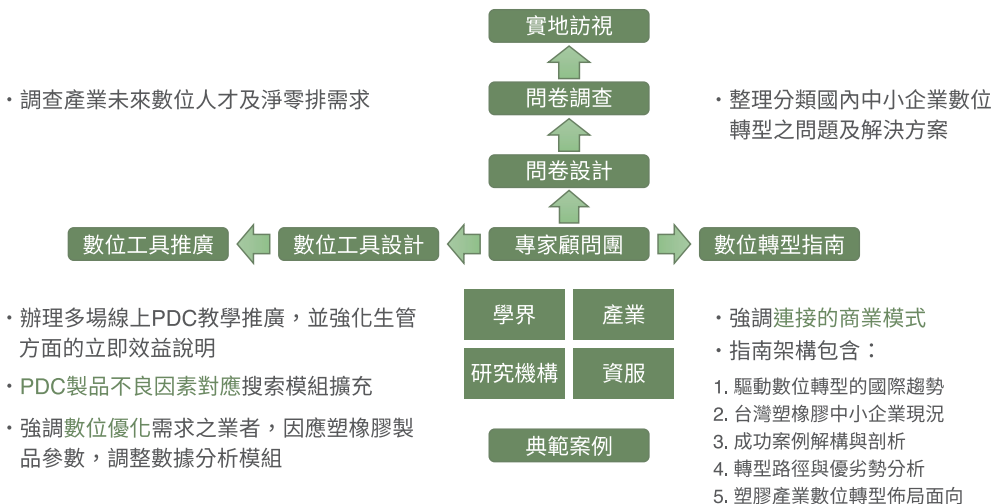 實地訪視
問卷調查
・調查產業未來數位人才及淨零排需求
・整理分類國內中小企業數位
轉型之問題及解決方案
問卷設計
數位工具推廣
數位工具設計
專家顧問團
數位轉型指南
・辦理多場線上PDC教學推廣,並強化生管
方面的立即效益說明
・PDC製品不良因素對應搜索模組擴充
・強調數位優化需求之業者,因應塑橡膠製
品參數,調整數據分析模組
學界
產業
研究機構
資服
典範案例
・強調連接的商業模式
・指南架構包含:
1. 驅動數位轉型的國際趨勢
2. 台灣塑橡膠中小企業現況
3. 成功案例解構與剖析
4. 轉型路徑與優劣勢分析
5. 塑膠產業數位轉型佈局面向